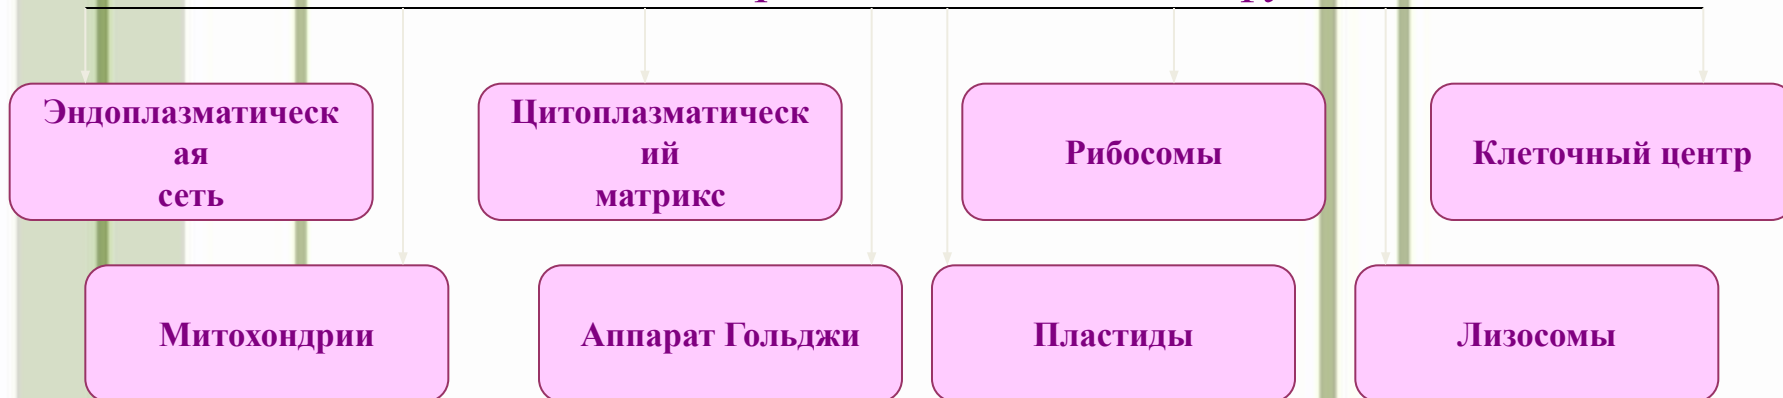 Эндоплазматическ
ая
сеть
Цитоплазматическ
ий
матрикс
Рибосомы
Клеточный центр
Митохондрии
Аппарат Гольджи
Пластиды
Лизосомы